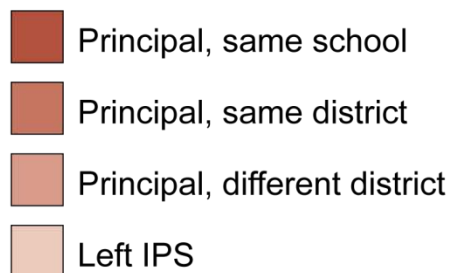 Principal, same school
Principal, same district
Principal, different district
Left IPS